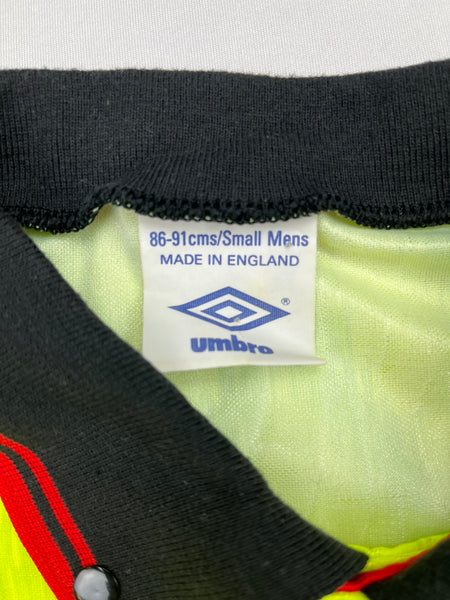 86-91cms/Small Mens
MADE IN ENGLAND
®
umbro